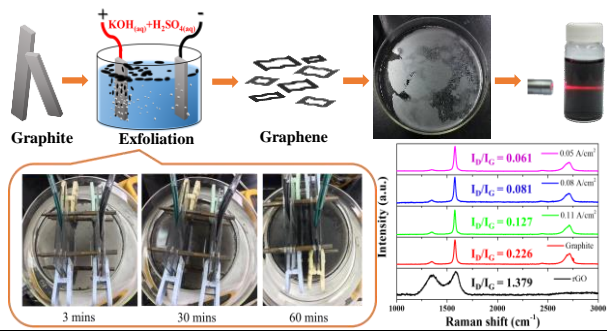 +
-
KOH(aq)+H2SO4(aq)
Graphite
Exfoliation
Graphene
3 mins
30 mins
60 mins
Intensity (a.u.)
ID/IG = 0.061
0.05 A/cm2
ID/IG = 0.081
0.08 A/cm2
ID/IG = 0.127
0.11 A/cm2
ID/IG = 0.226
Graphite
ID/IG = 1.379
rGO
1000 1500 2000 2500 3000
Raman shift (cm-1)